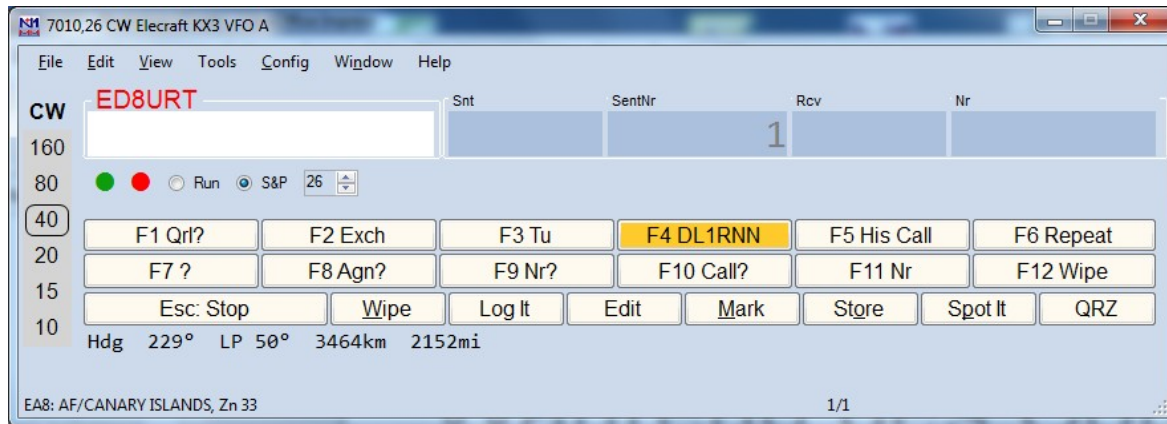 7010,26 CW Elecraft KX3 VFO A
File Edit View Tools Config Window Help
CW
160
80
40
20
15
10
ED8URT Snt SentNr Rcv Nr
1
Run S&P 26
F1 Qrl? F2 Exch F3 Tu F4 DL1RNN F5 His Call F6 Repeat
F7 ? F8 Agn? F9 Nr? F10 Call? F11 Nr F12 Wipe
Esc: Stop Wipe Log It Edit Mark Store Spot It QRZ
Hdg 229° LP 50° 3464km 2152mi
EA8: AF/CANARY ISLANDS, Zn 33 1/1